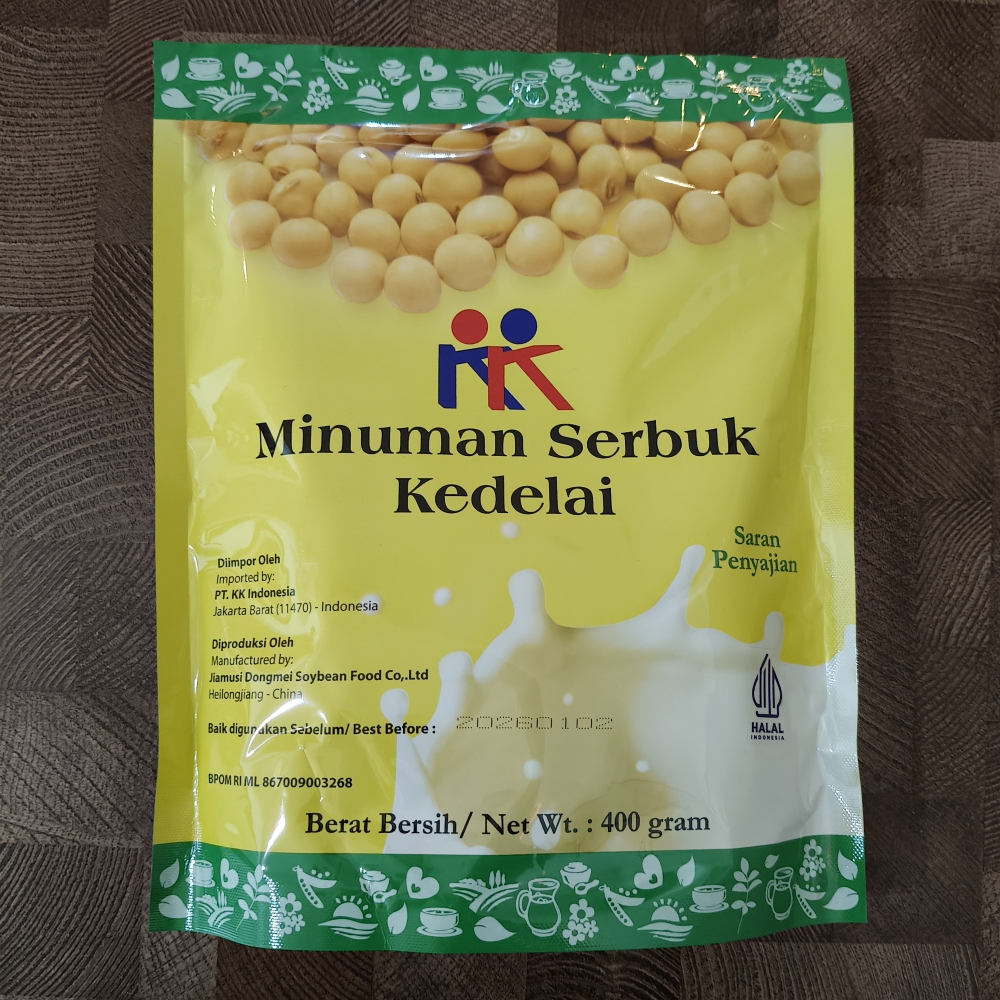 KK
Minuman Serbuk
Kedelai
Saran
Penyajian
Diimpor Oleh
Imported by:
PT. KK Indonesia
Jakarta Barat (11470) - Indonesia
Diproduksi Oleh
Manufactured by:
Jiamusi Dongmei Soybean Food Co,.Ltd
Heilongjiang - China
Baik digunakan Sebelum/ Best Before : 20260102
HALAL
INDONESIA
BPOM RI ML 867009003268
Berat Bersih/ Net Wt. : 400 gram